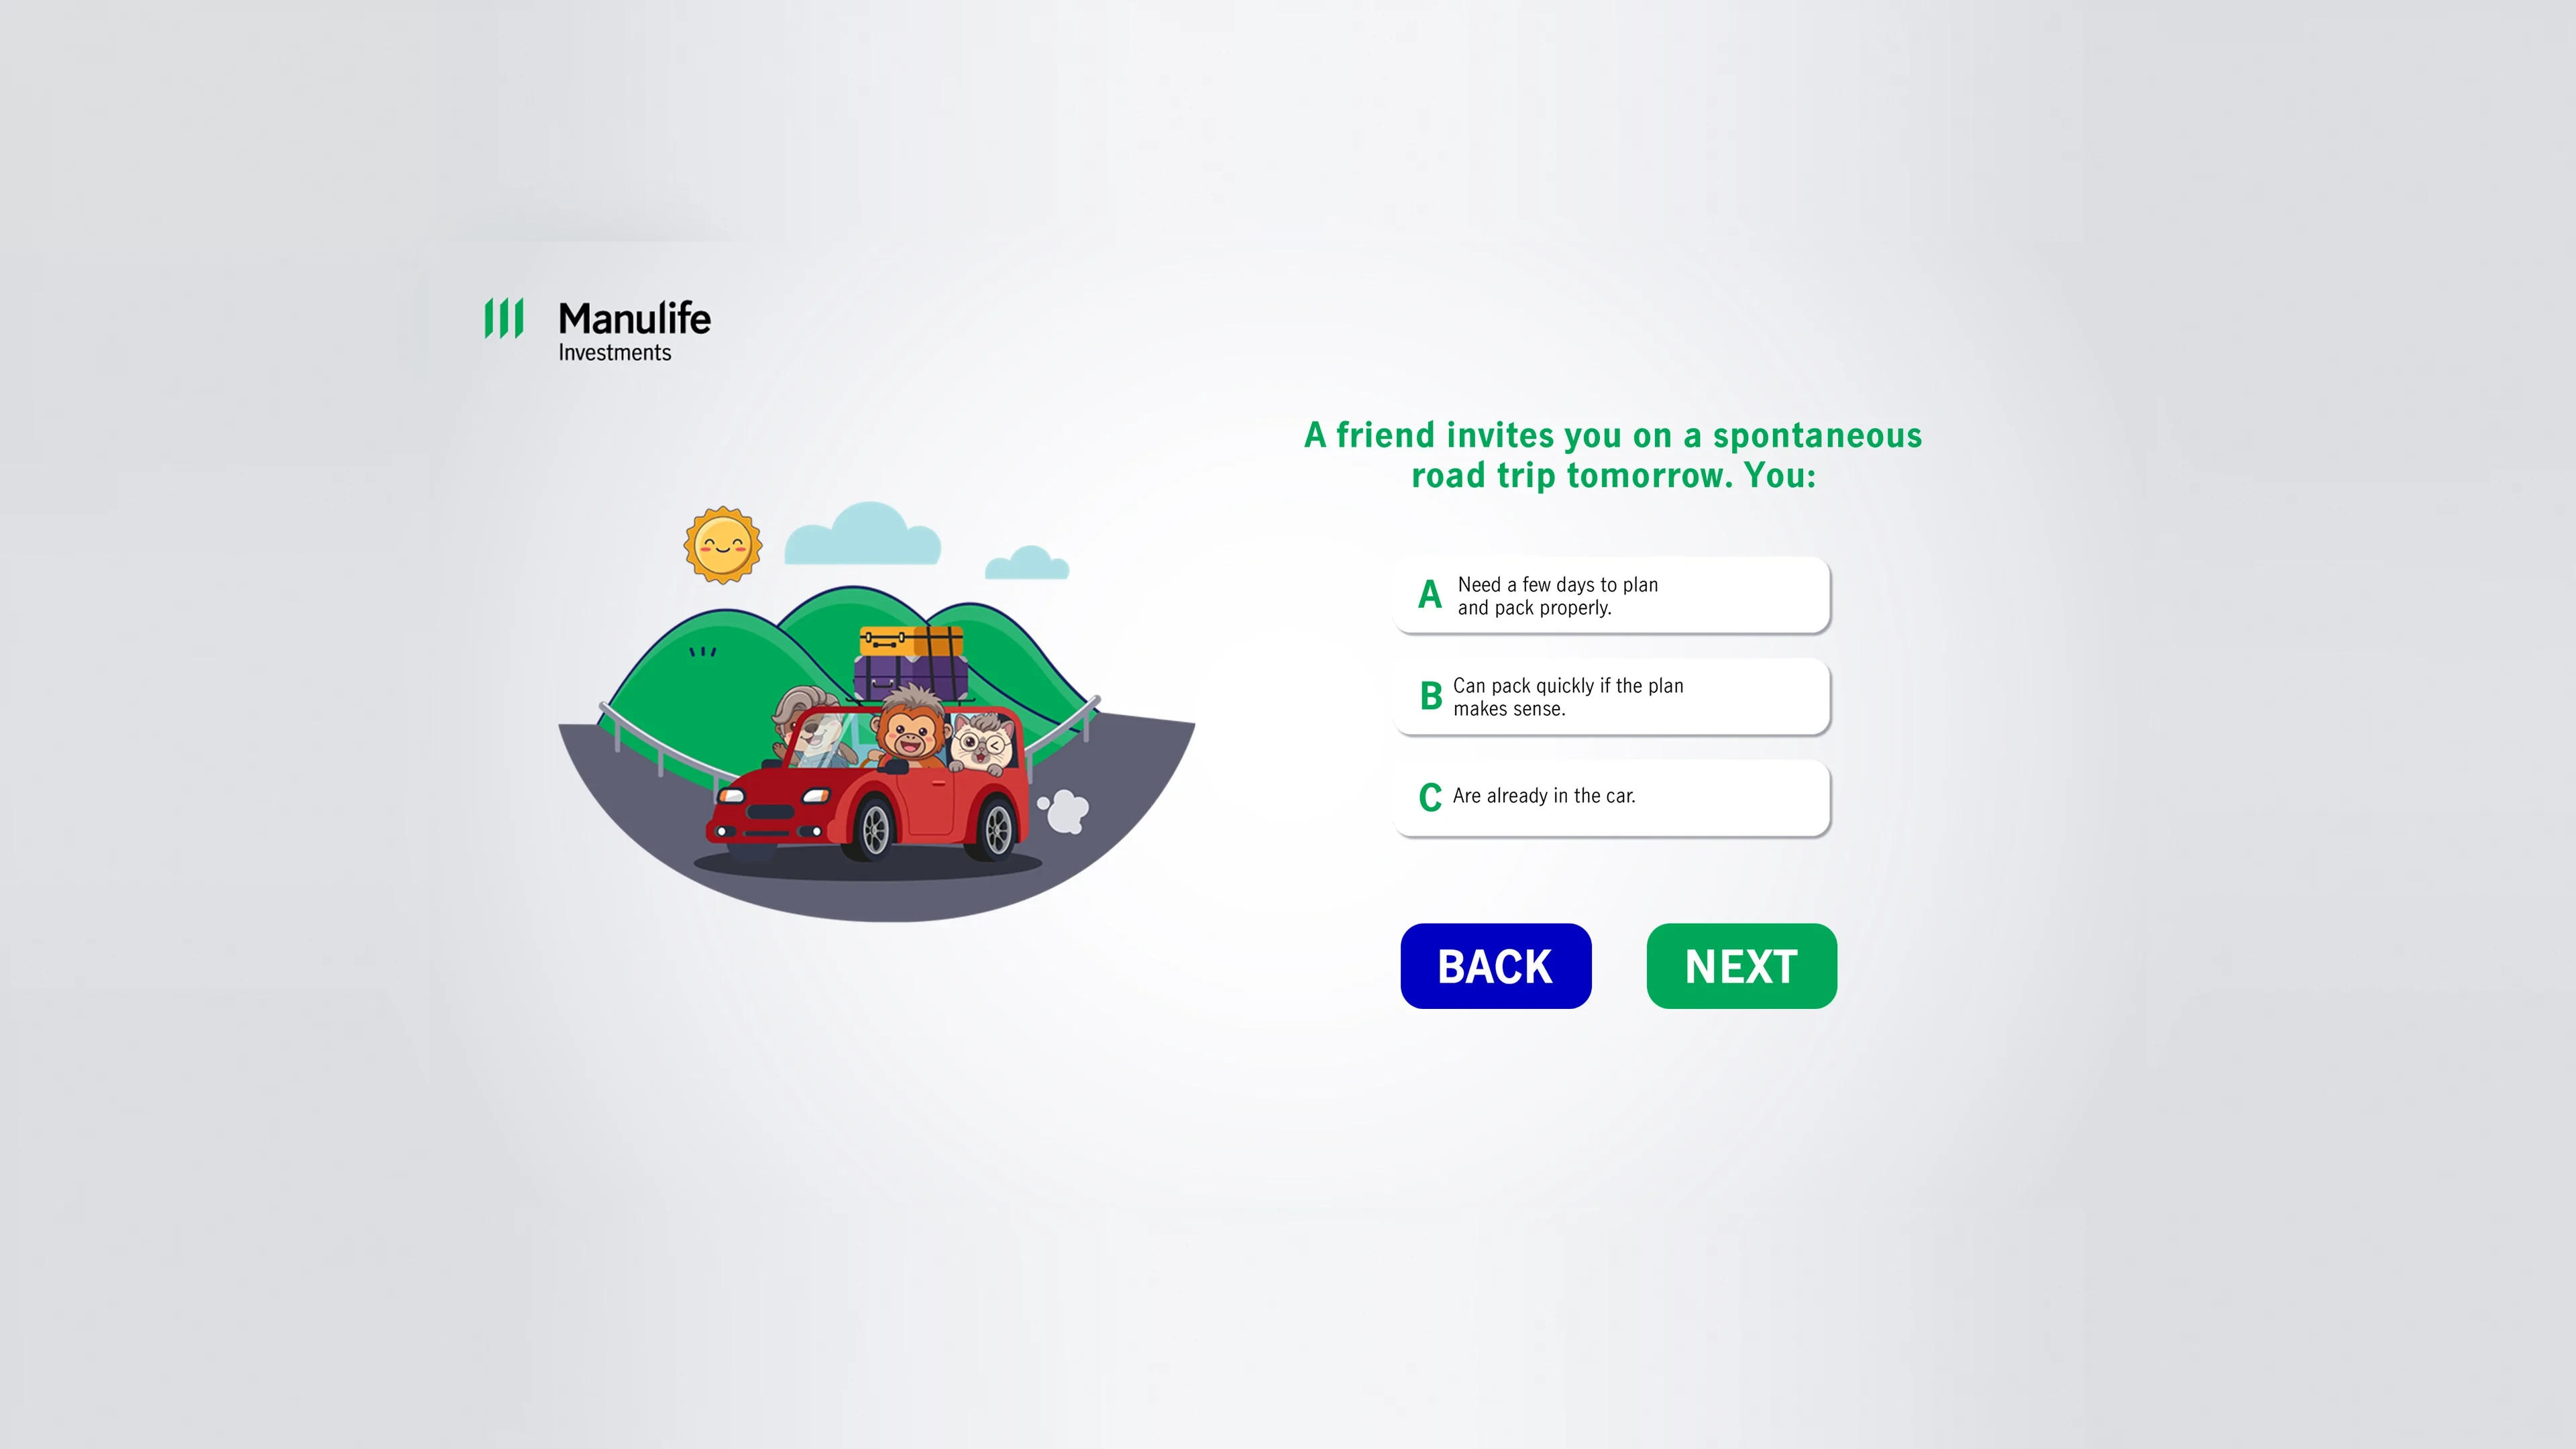 Manulife
Investments
A friend invites you on a spontaneous
road trip tomorrow. You:
A Need a few days to plan
and pack properly.
B Can pack quickly if the plan
makes sense.
C Are already in the car.
BACK NEXT